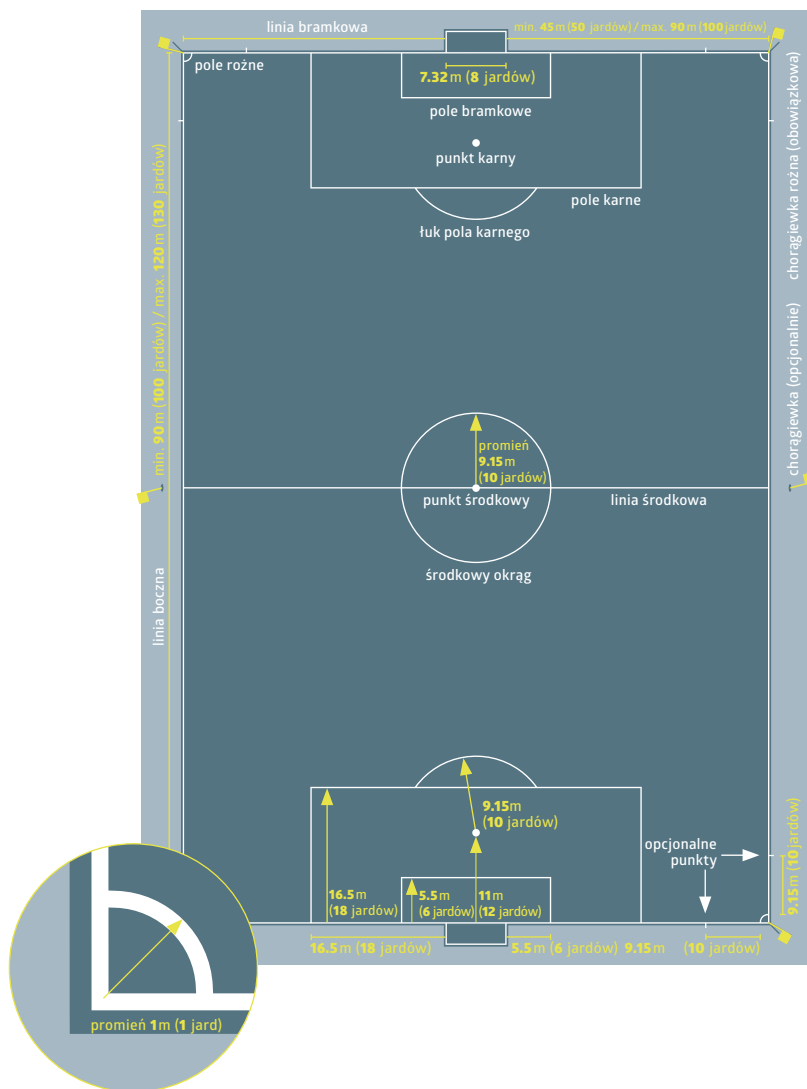 linia bramkowa
min. 45 m (50 jardów) / max. 90 m (100 jardów)
pole rożne
7.32 m (8 jardów)
pole bramkowe
punkt karny
pole karne
łuk pola karnego
chorągiewka rożna (obowiązkowa)
min. 90 m (100 jardów) / max. 120 m (130 jardów)
chorągiewka (opcjonalnie)
promień
9.15 m
(10 jardów)
punkt środkowy
linia środkowa
środkowy okrąg
linia boczna
9.15 m
(10 jardów)
opcjonalne
punkty
9.15 m (10 jardów)
16.5 m
(18 jardów)
5.5 m
(6 jardów)
11 m
(12 jardów)
16.5 m (18 jardów)
5.5 m (6 jardów)
9.15 m (10 jardów)
promień 1 m (1 jard)